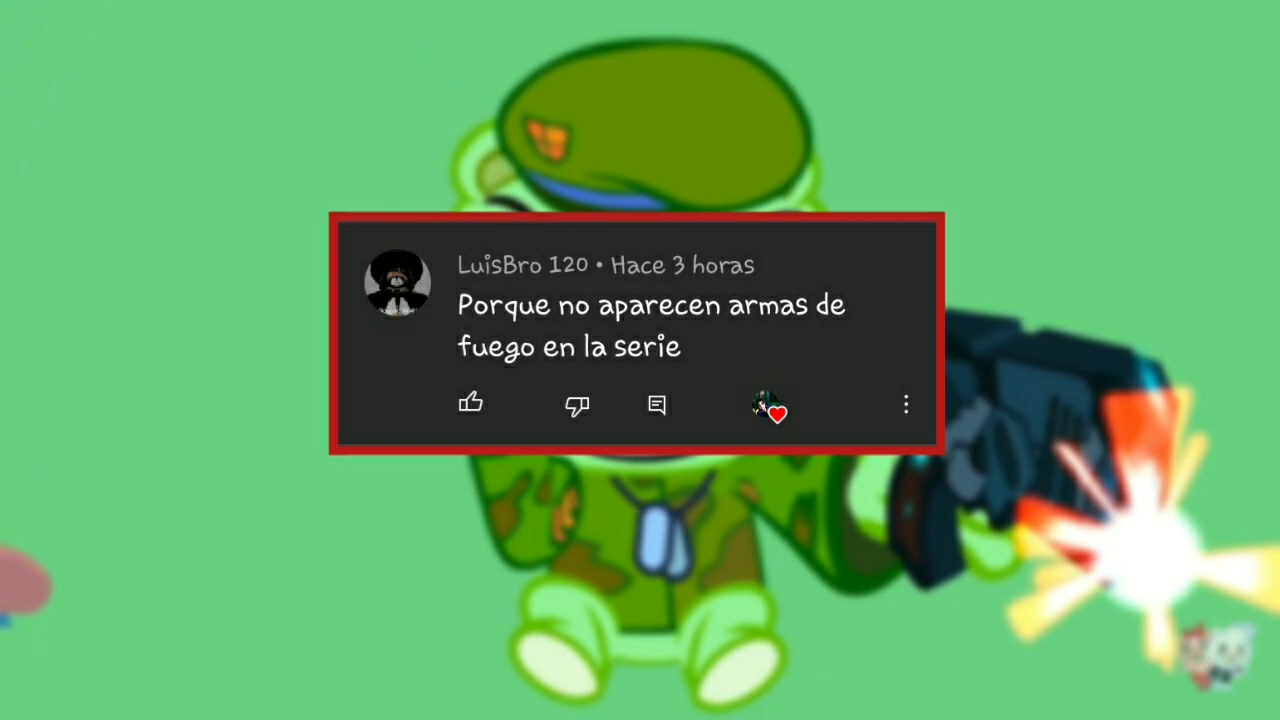 LuisBro 120 • Hace 3 horas
Porque no aparecen armas de
fuego en la serie